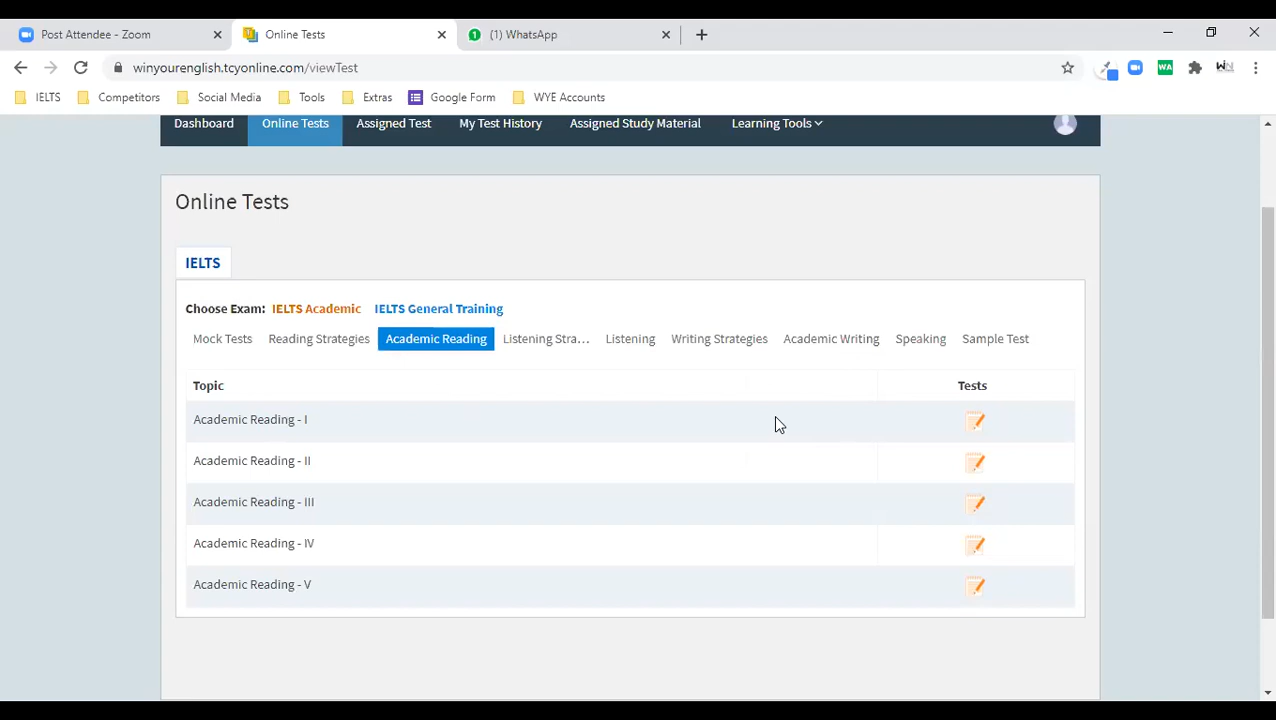 Post Attendee - Zoom
Online Tests
(1) WhatsApp
winyourenglish.tcyonline.com/viewTest
WA
IELTS
Competitors
Social Media
Tools
Extras
Google Form
WYE Accounts
Dashboard
Online Tests
Assigned Test
My Test History
Assigned Study Material
Learning Tools
Online Tests
IELTS
Choose Exam: IELTS Academic IELTS General Training
Mock Tests Reading Strategies Academic Reading Listening Stra... Listening Writing Strategies Academic Writing Speaking Sample Test
Topic Tests
Academic Reading - I
Academic Reading - II
Academic Reading - III
Academic Reading - IV
Academic Reading - V